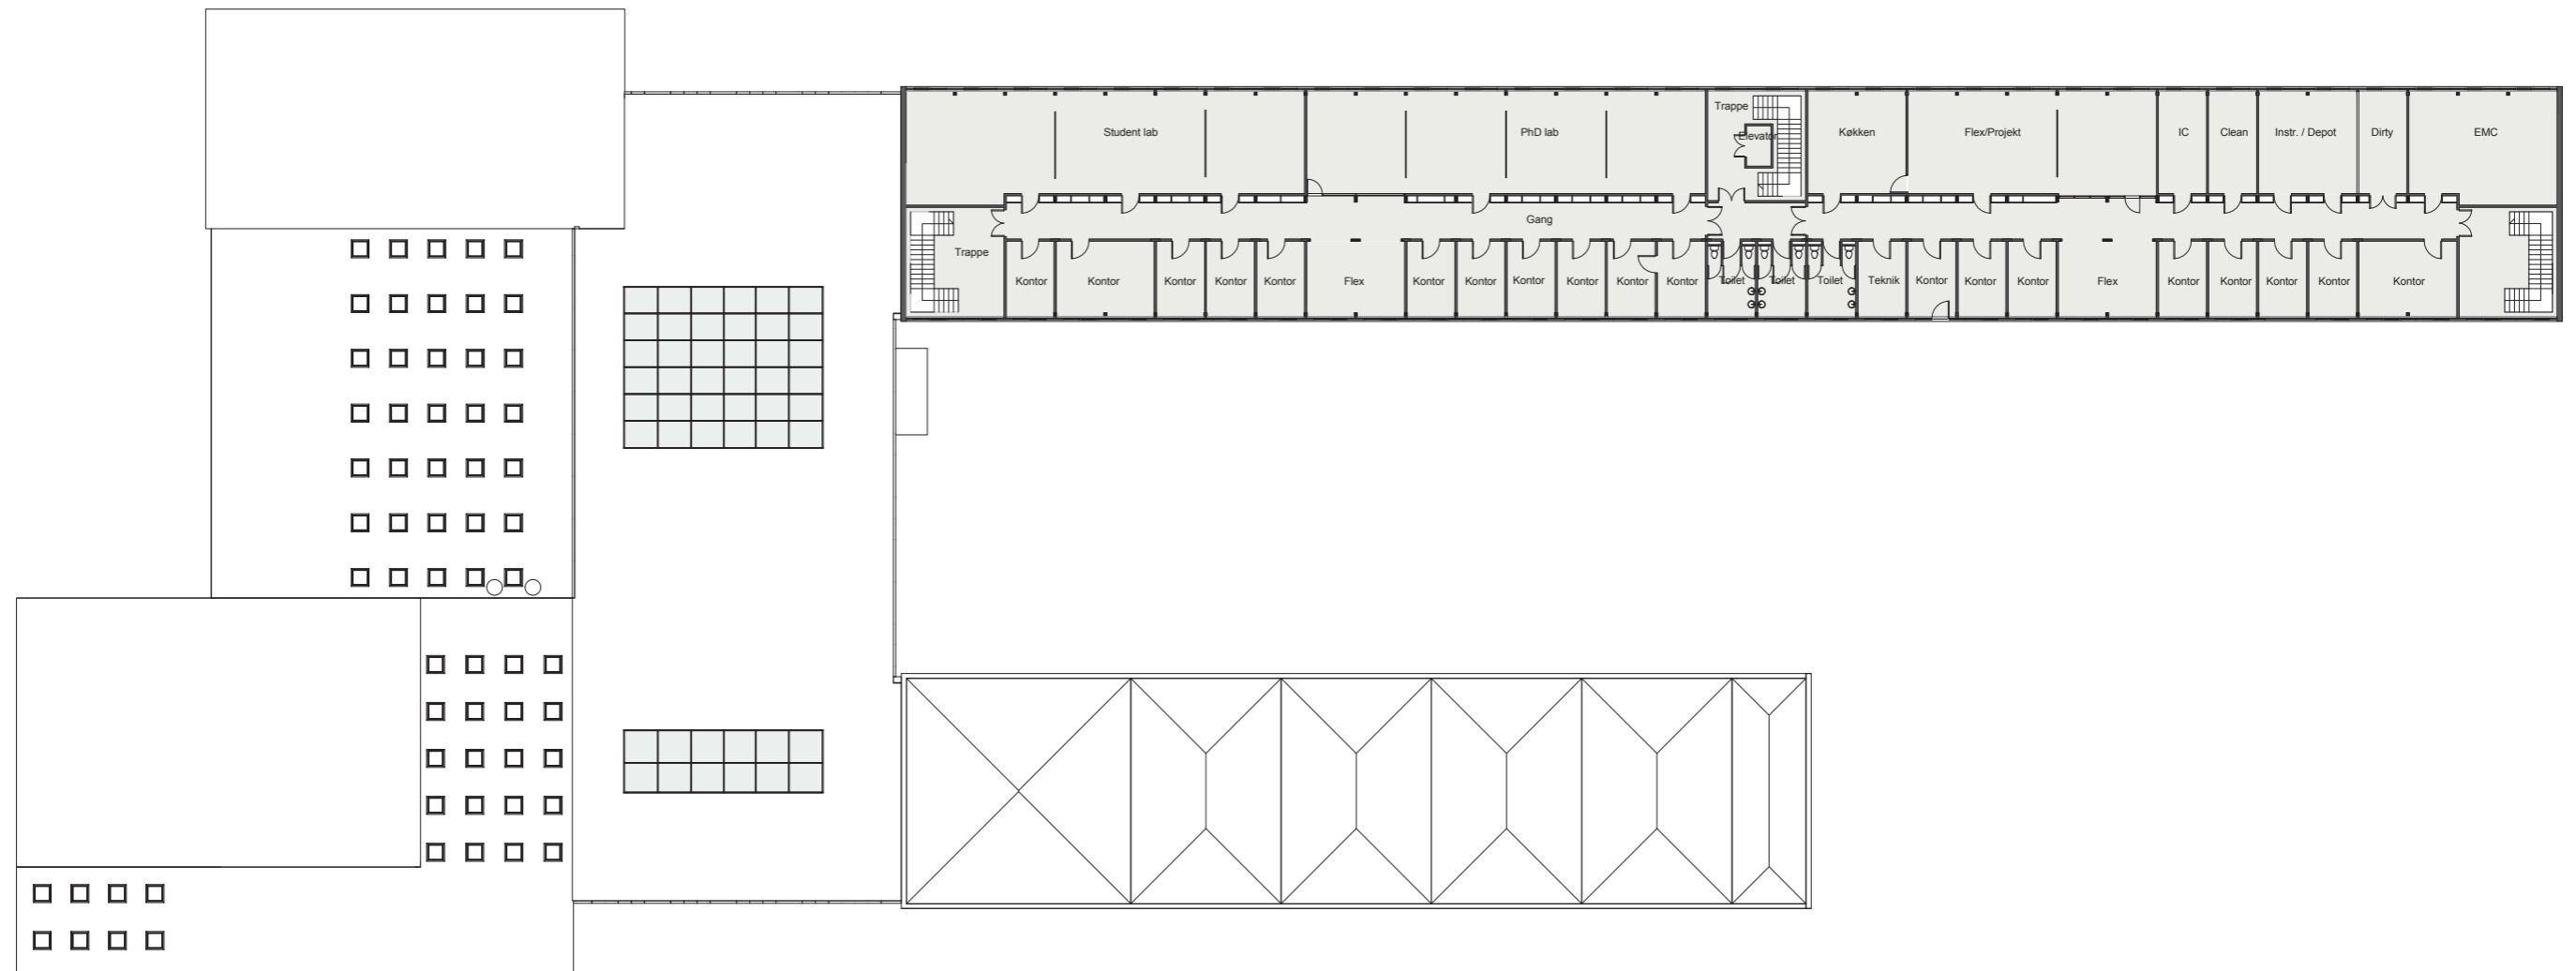 Trappe
Elevator
Student lab
PhD lab
Køkken
Flex/Projekt
IC
Clean
Instr. / Depot
Dirty
EMC
Gang
Trappe
Kontor
Kontor
Kontor
Kontor
Kontor
Flex
Kontor
Kontor
Kontor
Kontor
Kontor
Kontor
Toilet
Toilet
Toilet
Teknik
Kontor
Kontor
Kontor
Flex
Kontor
Kontor
Kontor
Kontor
Kontor